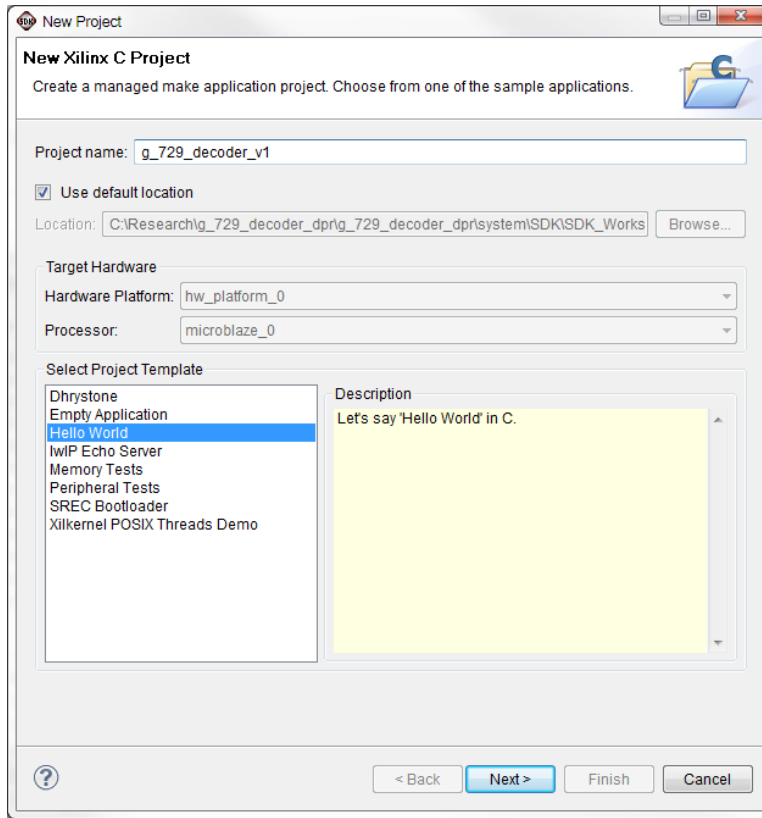 SDK New Project
New Xilinx C Project
Create a managed make application project. Choose from one of the sample applications.
C
Project name: g_729_decoder_v1
Use default location
Location: C:\Research\g_729_decoder_dpr\g_729_decoder_dpr\system\SDK\SDK_Works Browse...
Target Hardware
Hardware Platform: hw_platform_0
Processor: microblaze_0
Select Project Template
Dhrystone
Empty Application
Hello World
lwIP Echo Server
Memory Tests
Peripheral Tests
SREC Bootloader
Xilkernel POSIX Threads Demo
Description
Let's say 'Hello World' in C.
? < Back Next > Finish Cancel